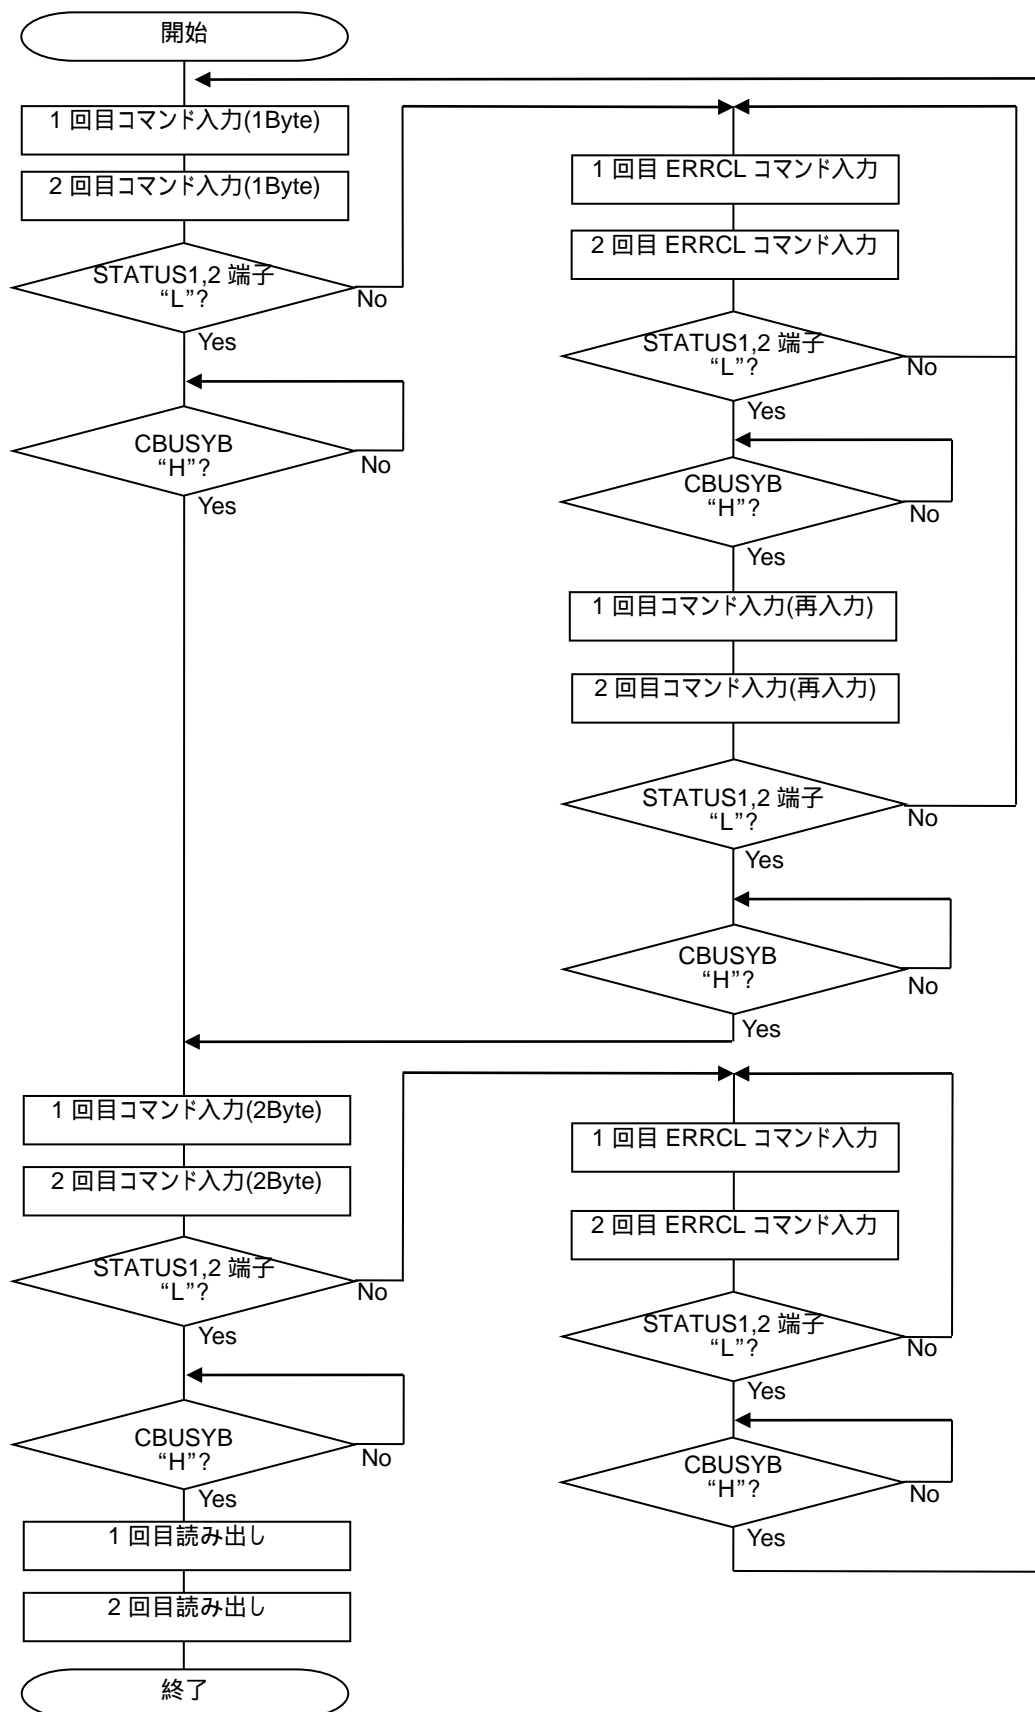 開始
1 回目コマンド入力(1Byte)
2 回目コマンド入力(1Byte)
STATUS1,2 端子
“L”?
No
Yes
CBUSYB
“H”?
No
Yes
1 回目 ERRCL コマンド入力
2 回目 ERRCL コマンド入力
STATUS1,2 端子
“L”?
No
Yes
CBUSYB
“H”?
No
Yes
1 回目コマンド入力(再入力)
2 回目コマンド入力(再入力)
STATUS1,2 端子
“L”?
No
Yes
CBUSYB
“H”?
No
Yes
1 回目コマンド入力(2Byte)
2 回目コマンド入力(2Byte)
STATUS1,2 端子
“L”?
No
Yes
CBUSYB
“H”?
No
Yes
1 回目読み出し
2 回目読み出し
終了
1 回目 ERRCL コマンド入力
2 回目 ERRCL コマンド入力
STATUS1,2 端子
“L”?
No
Yes
CBUSYB
“H”?
No
Yes